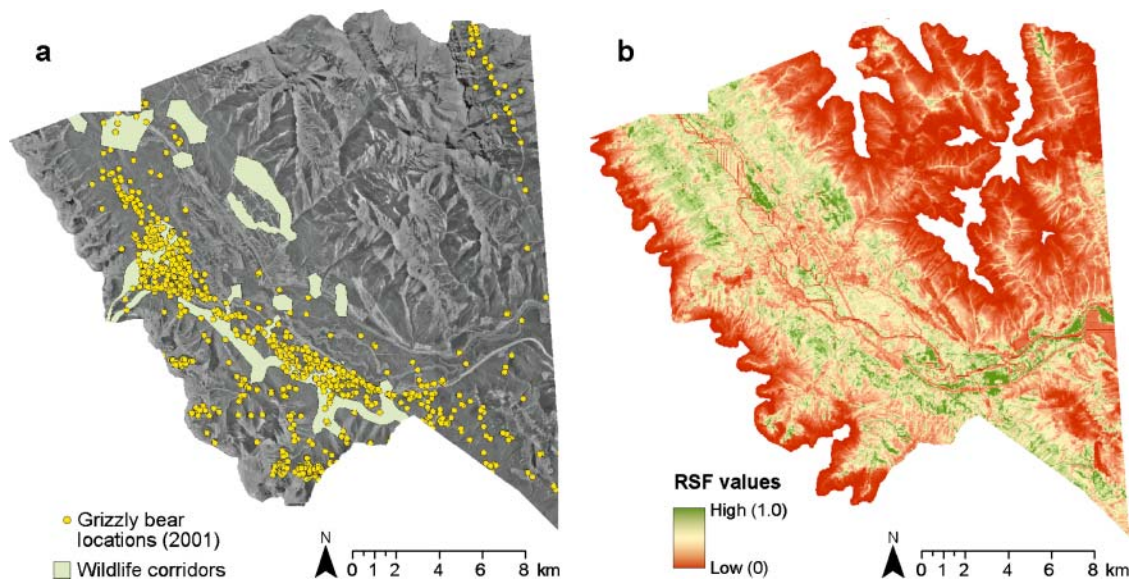 a
Grizzly bear
locations (2001)
Wildlife corridors
N
0 1 2 4 6 8 km
b
RSF values
High (1.0)
Low (0)
N
0 1 2 4 6 8 km